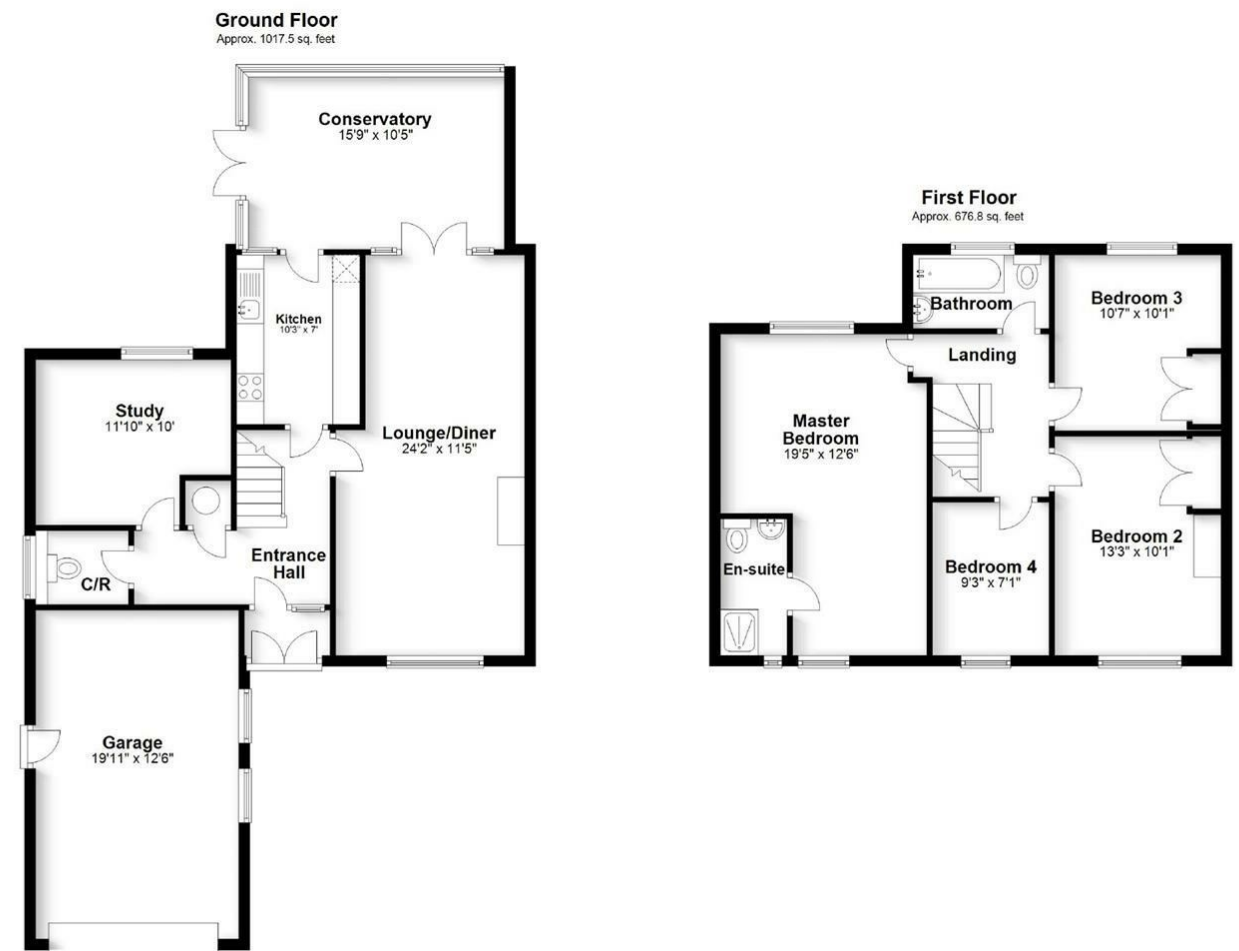 Ground Floor
Approx. 1017.5 sq. feet
Conservatory
15'9" x 10'5"
Kitchen
10'3" x 7'
Study
11'10" x 10'
Lounge/Diner
24'2" x 11'5"
Entrance
Hall
C/R
Garage
19'11" x 12'6"
First Floor
Approx. 676.8 sq. feet
Bathroom
Bedroom 3
10'7" x 10'1"
Landing
Master
Bedroom
19'5" x 12'6"
Bedroom 2
13'3" x 10'1"
En-suite
Bedroom 4
9'3" x 7'1"